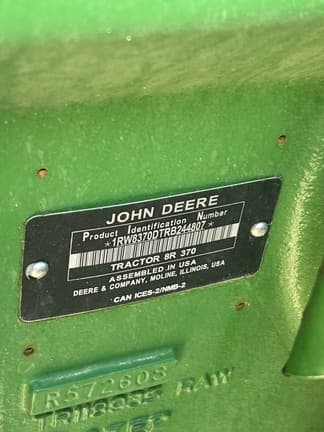 JOHN DEERE
Product Identification Number
*1RW8370DTRB244807*
TRACTOR 8R 370
ASSEMBLED IN USA
DEERE & COMPANY, MOLINE, ILLINOIS, USA
CAN ICES-2/NMB-2
R572608
RAW